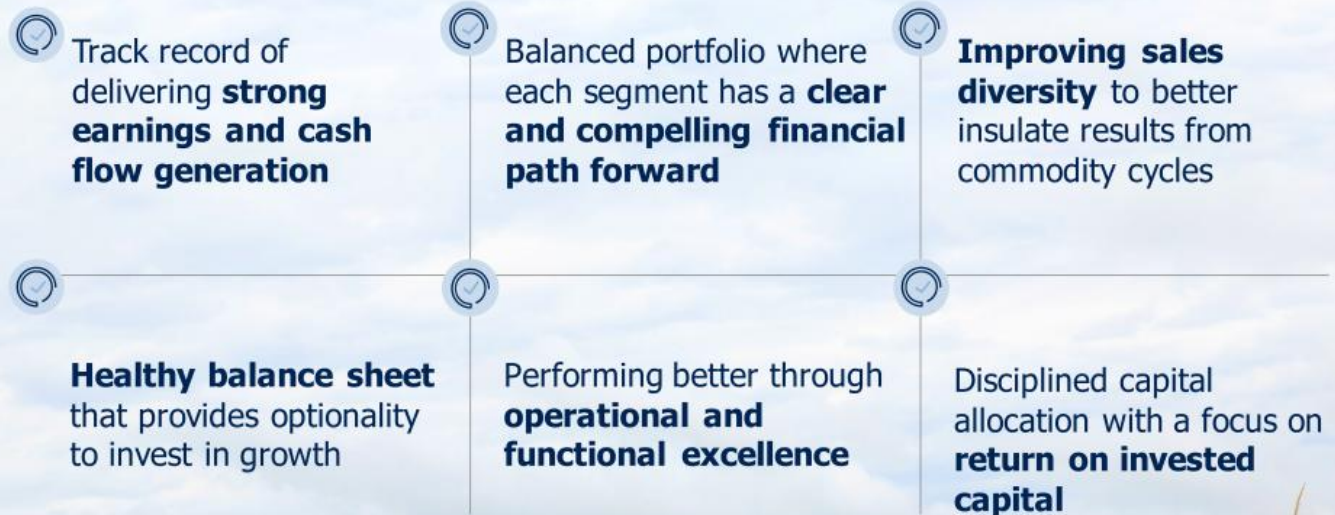 Track record of
delivering strong
earnings and cash
flow generation
Balanced portfolio where
each segment has a clear
and compelling financial
path forward
Improving sales
diversity to better
insulate results from
commodity cycles
Healthy balance sheet
that provides optionality
to invest in growth
Performing better through
operational and
functional excellence
Disciplined capital
allocation with a focus on
return on invested
capital